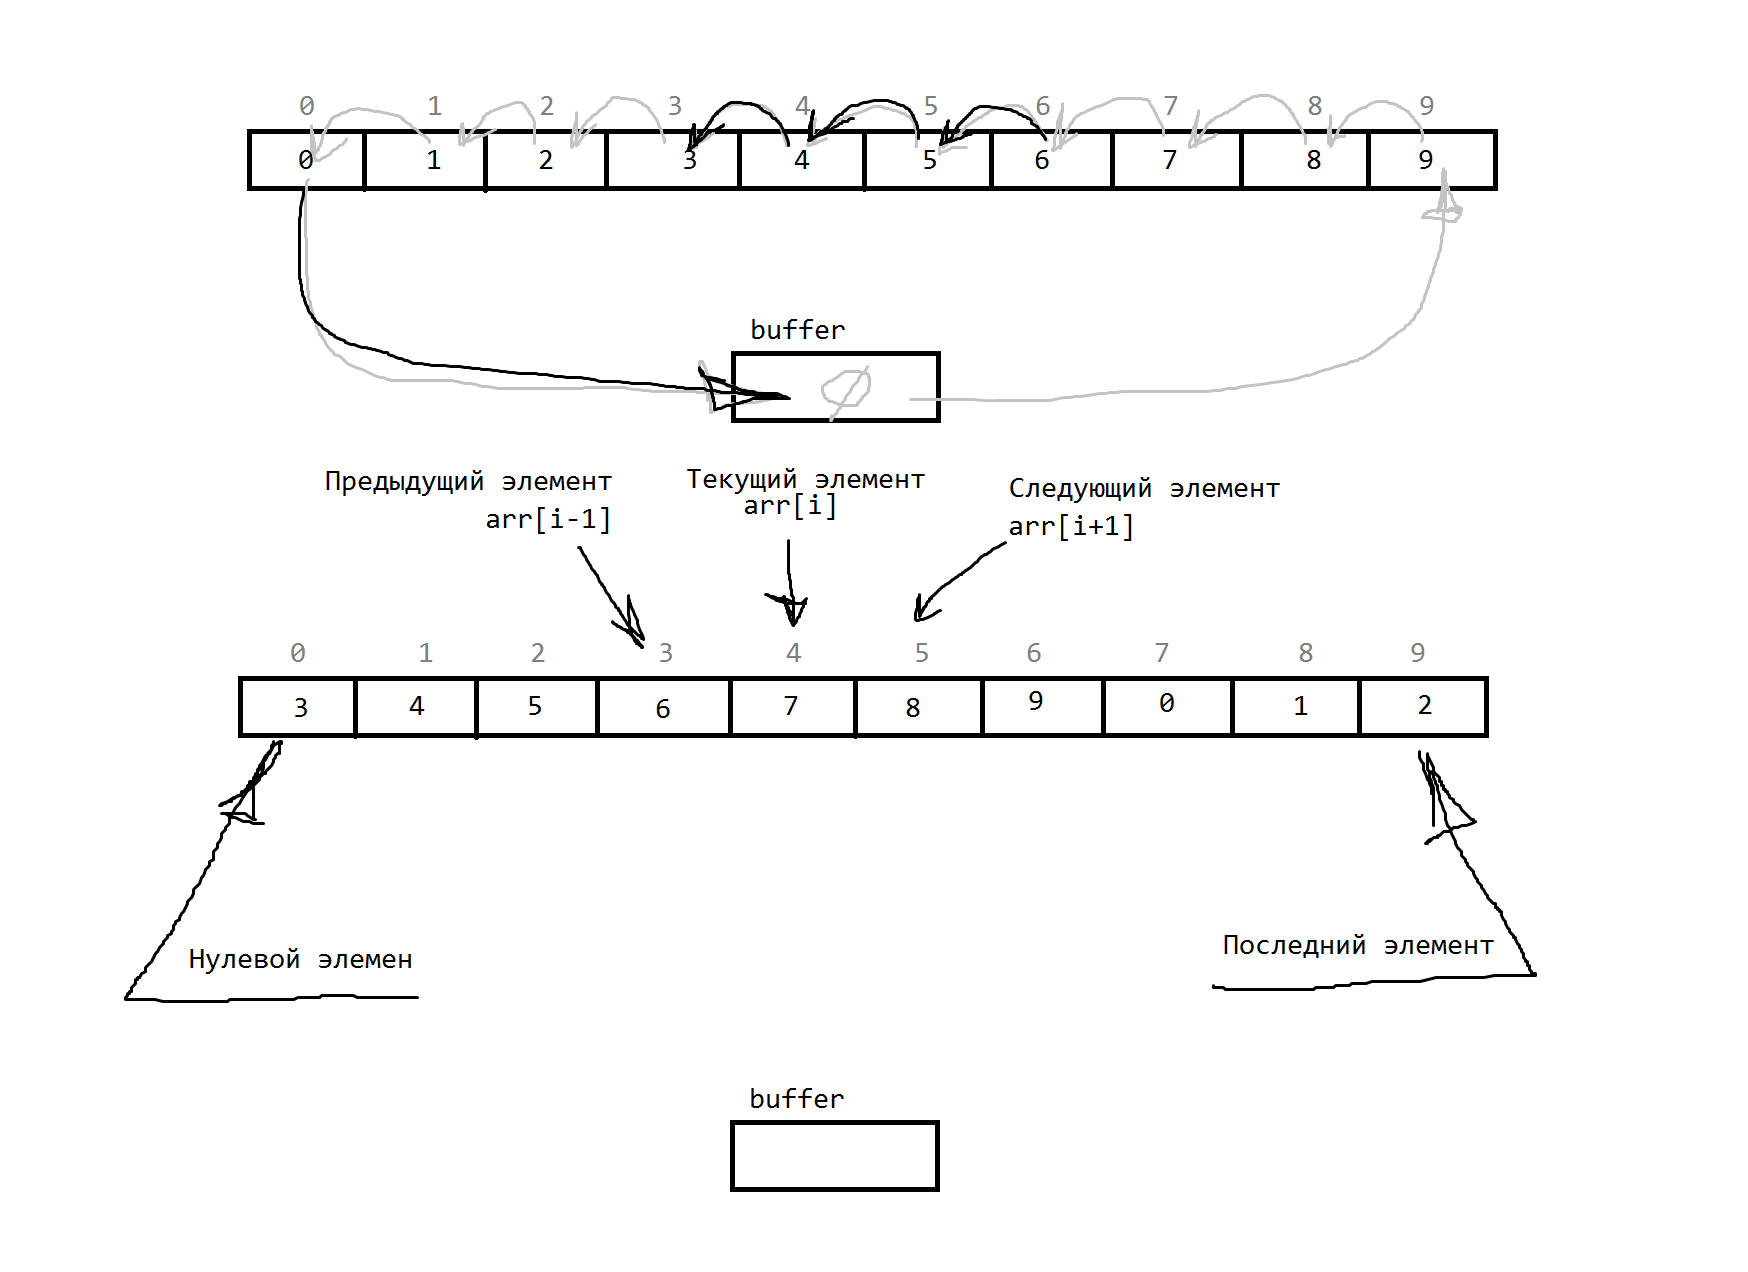 0 1 2 3 4 5 6 7 8 9
0 1 2 3 4 5 6 7 8 9
buffer
0
Предыдущий элемент
arr[i-1]
Текущий элемент
arr[i]
Следующий элемент
arr[i+1]
0 1 2 3 4 5 6 7 8 9
3 4 5 6 7 8 9 0 1 2
Нулевой элемен
Последний элемент
buffer